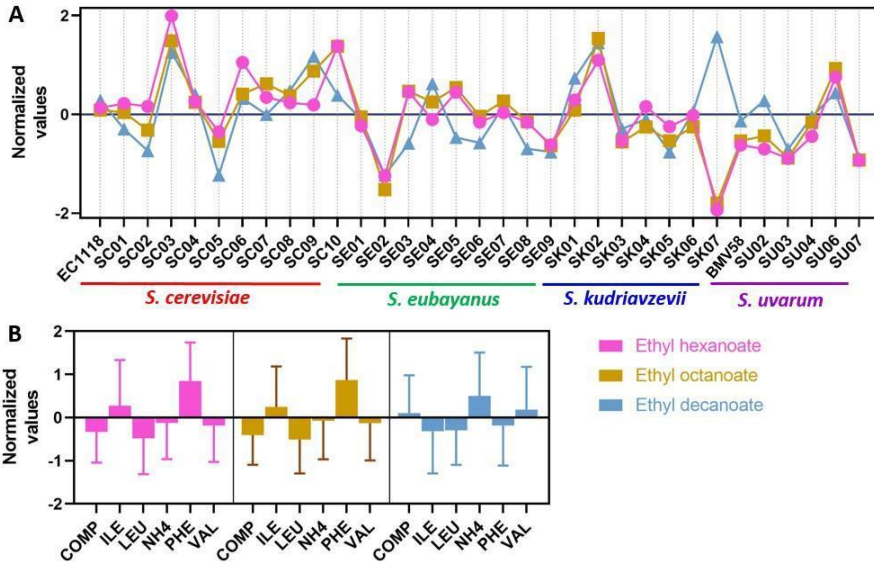 A
Normalized
values
2
0
-2
EC1118 SC01 SC02 SC03 SC04 SC05 SC06 SC07 SC08 SC09 SC10 SE01 SE02 SE03 SE04 SE05 SE06 SE07 SE08 SE09 SK01 SK02 SK03 SK04 SK05 SK06 SK07 BMV58 SU02 SU03 SU04 SU06 SU07
S. cerevisiae S. eubayanus S. kudriavzevii S. uvarum
B
Normalized
values
2
1
0
-1
-2
COMP ILE LEU NH4 PHE VAL COMP ILE LEU NH4 PHE VAL COMP ILE LEU NH4 PHE VAL
Ethyl hexanoate
Ethyl octanoate
Ethyl decanoate